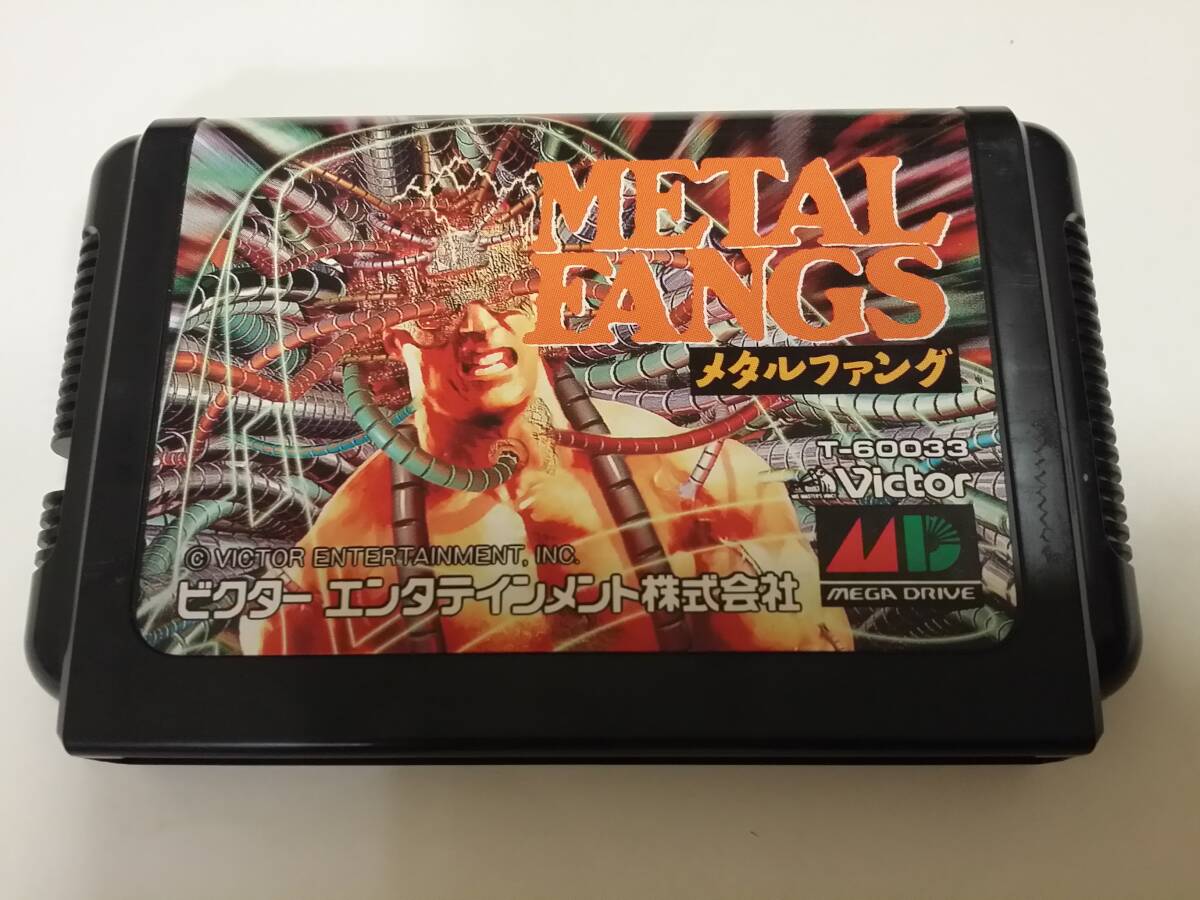 METAL
FANGS
メタルファング
T-60033
Victor
MEGA DRIVE
© VICTOR ENTERTAINMENT, INC.
ビクター エンタテインメント株式会社